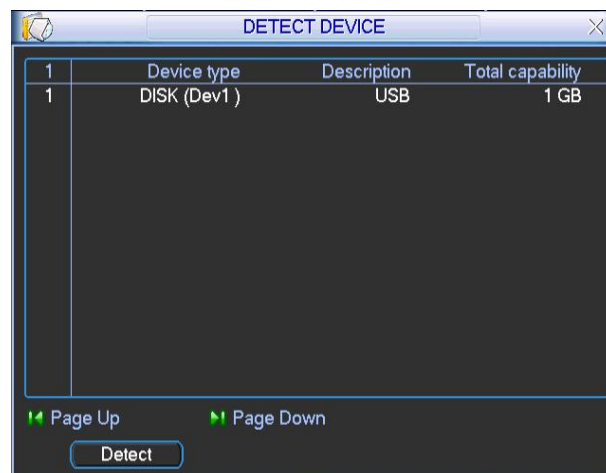 DETECT DEVICE
1 Device type Description Total capability
1 DISK (Dev1 ) USB 1 GB
Page Up Page Down
Detect